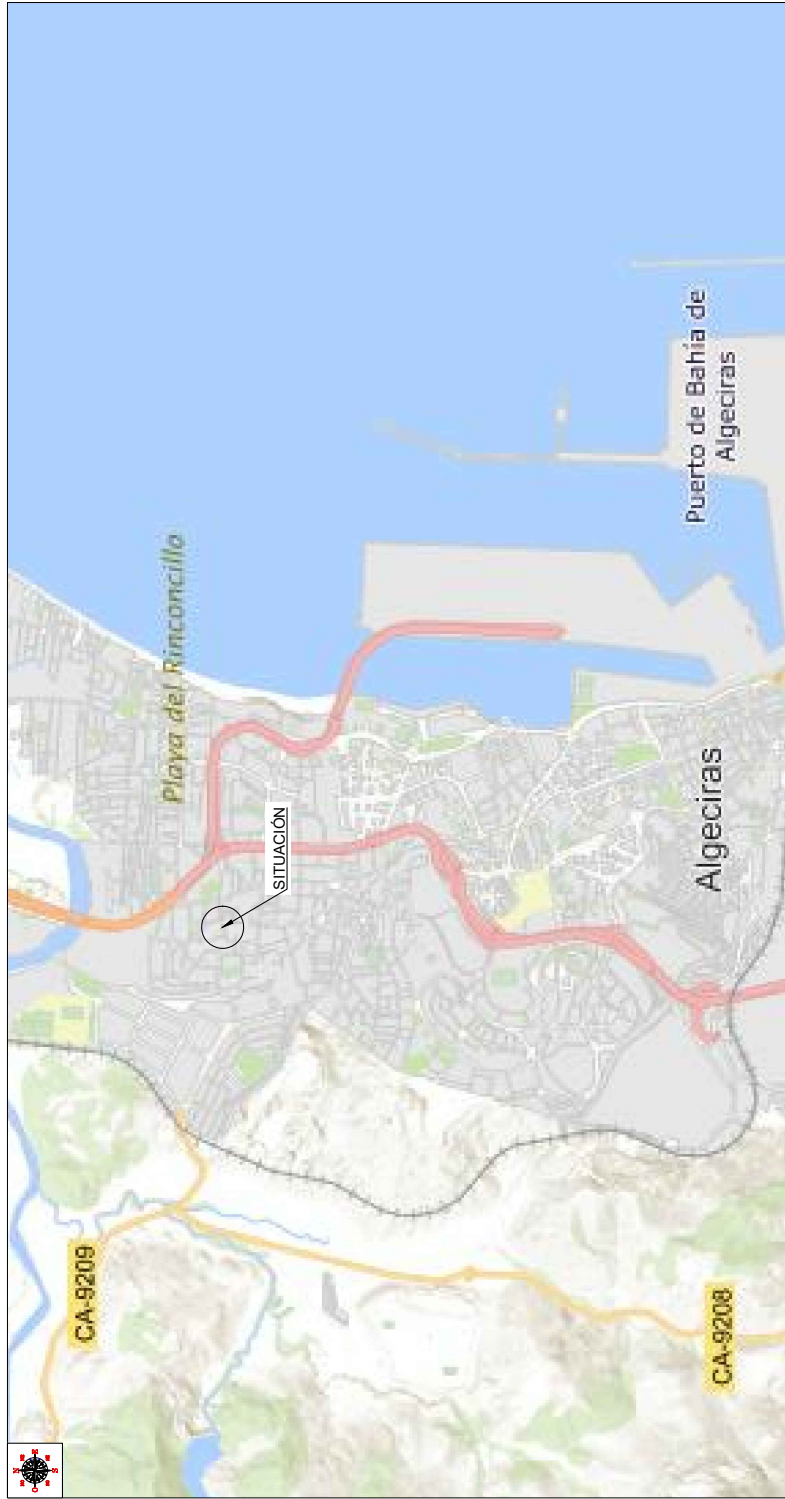 CA-9209
Playa del Rinconcillo
SITUACIÓN
CA-9208
Algeciras
Puerto de Bahía de
Algeciras